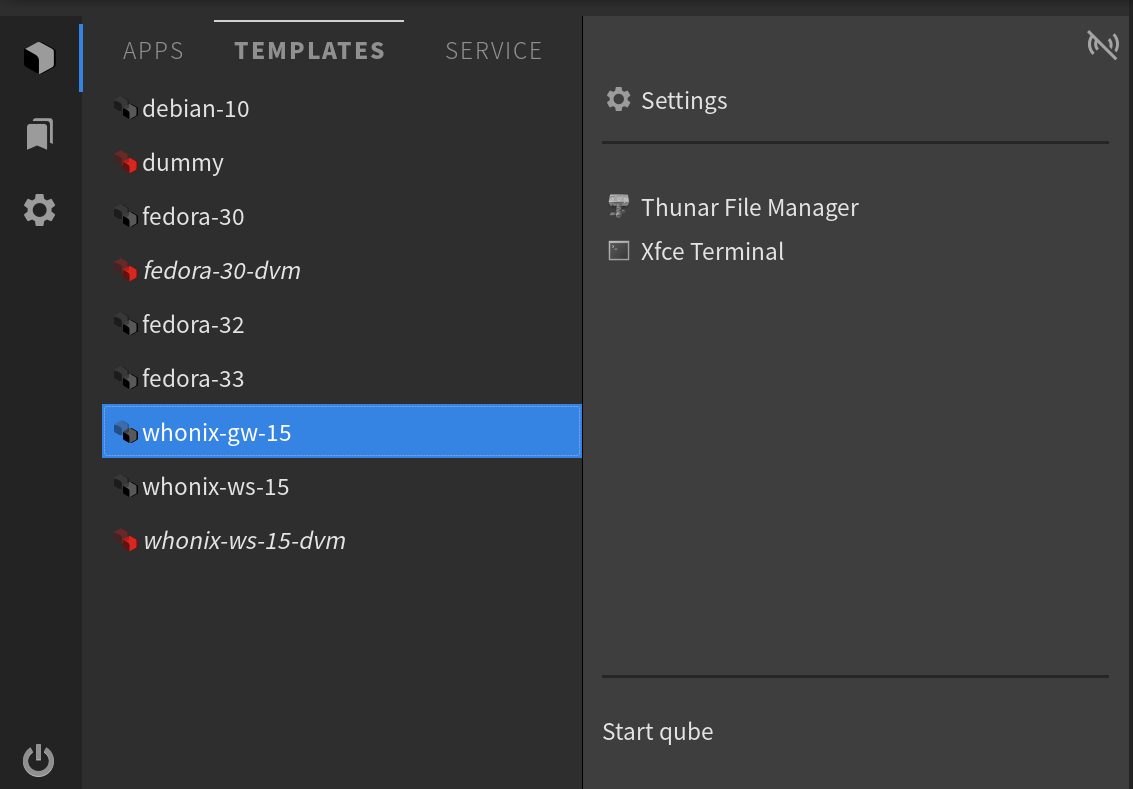 APPS TEMPLATES SERVICE
debian-10
dummy
fedora-30
fedora-30-dvm
fedora-32
fedora-33
whonix-gw-15
whonix-ws-15
whonix-ws-15-dvm
Settings
Thunar File Manager
Xfce Terminal
Start qube